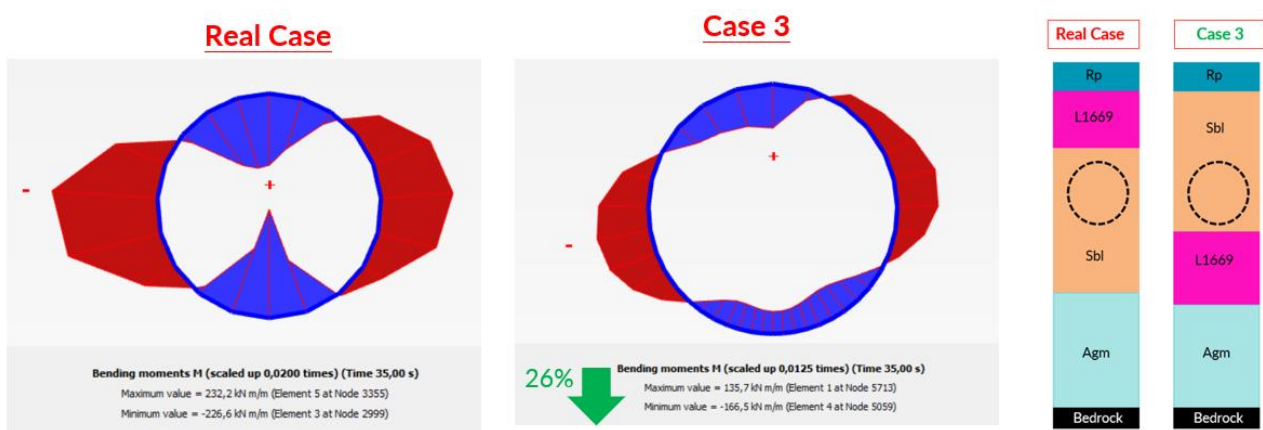 Real Case
Case 3
Real Case
Case 3
Bending moments M (scaled up 0,0200 times) (Time 35,00 s)
Maximum value = 232,2 kN m/m (Element 5 at Node 3355)
Minimum value = -226,6 kN m/m (Element 3 at Node 2999)
26%
Bending moments M (scaled up 0,0125 times) (Time 35,00 s)
Maximum value = 135,7 kN m/m (Element 1 at Node 5713)
Minimum value = -166,5 kN m/m (Element 4 at Node 5059)
Rp
L1669
Sbl
Agm
Bedrock
Rp
Sbl
L1669
Agm
Bedrock